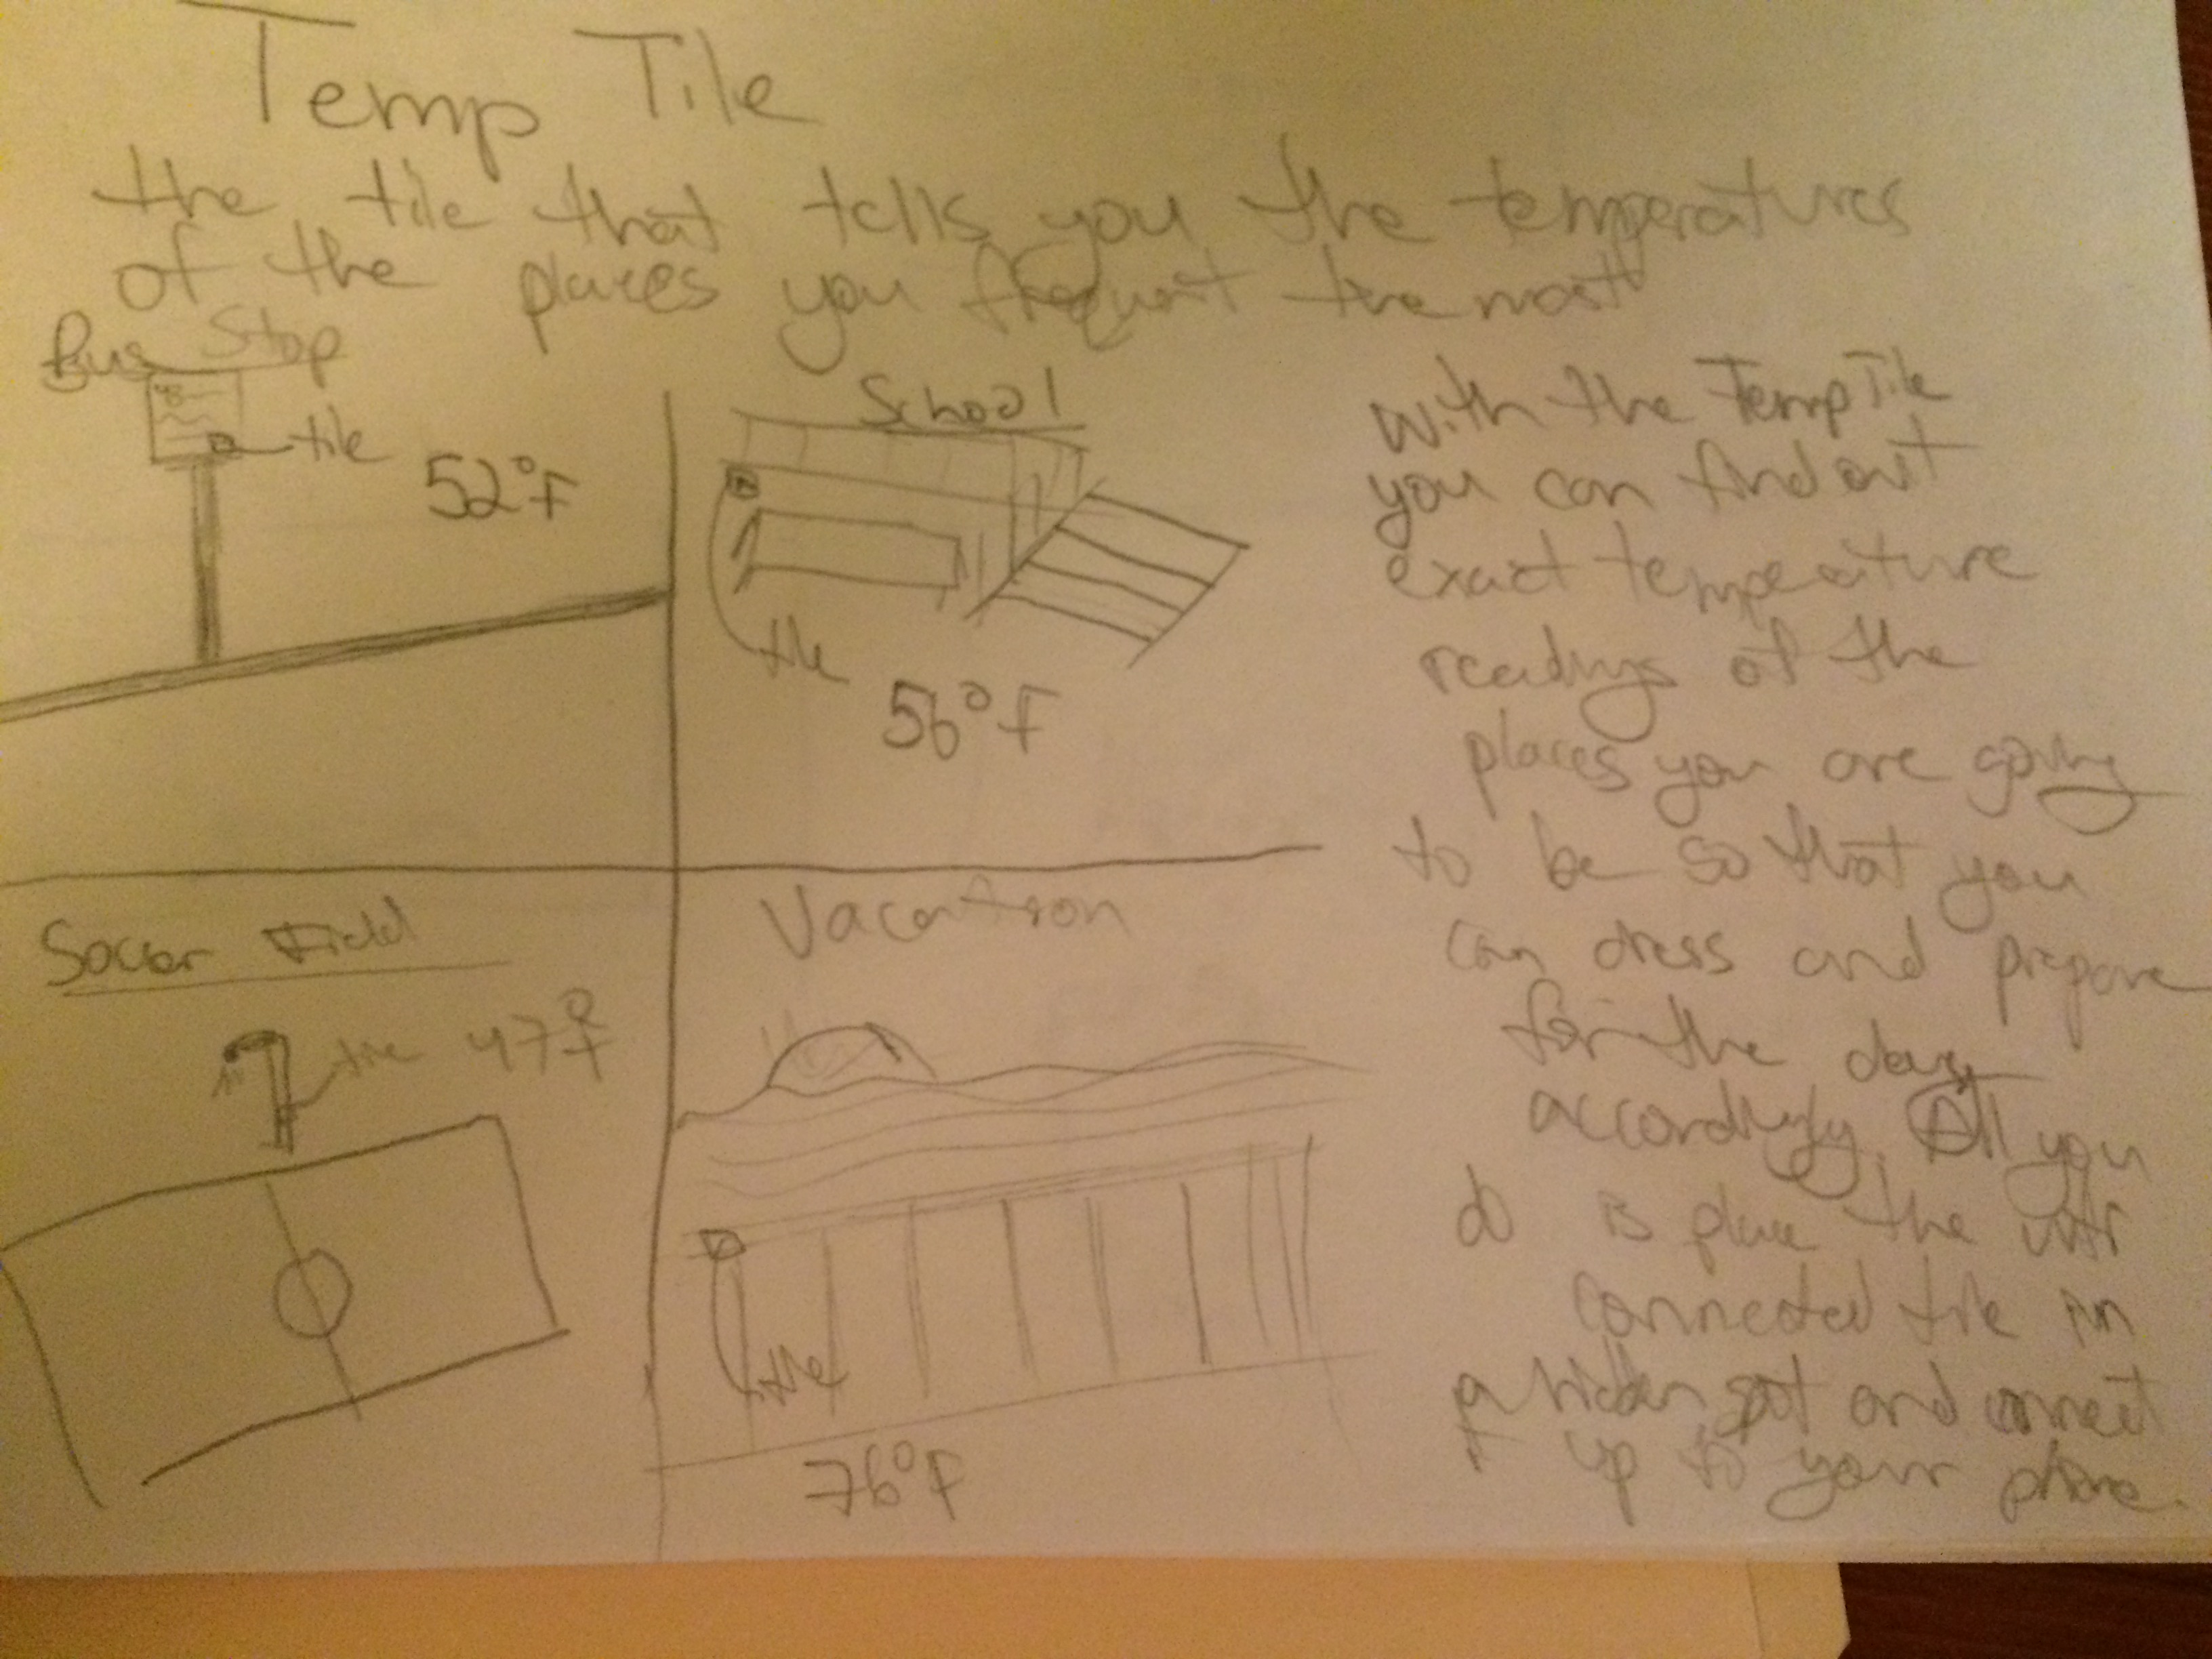 Temp Tile
the tile that tells you the temperatures
of the places you frequent the most
Bus Stop
tile
52°F
School
tile
56°F
Soccer Field
tile 47°F
Vacation
tile
76°F
With the Temp Tile
you can find out
exact temperature
readings of the
places you are going
to be so that you
can dress and prepare
for the day
accordingly. All you
do is place the wifi
connected tile in
a hidden spot and connect
it up to your phone.